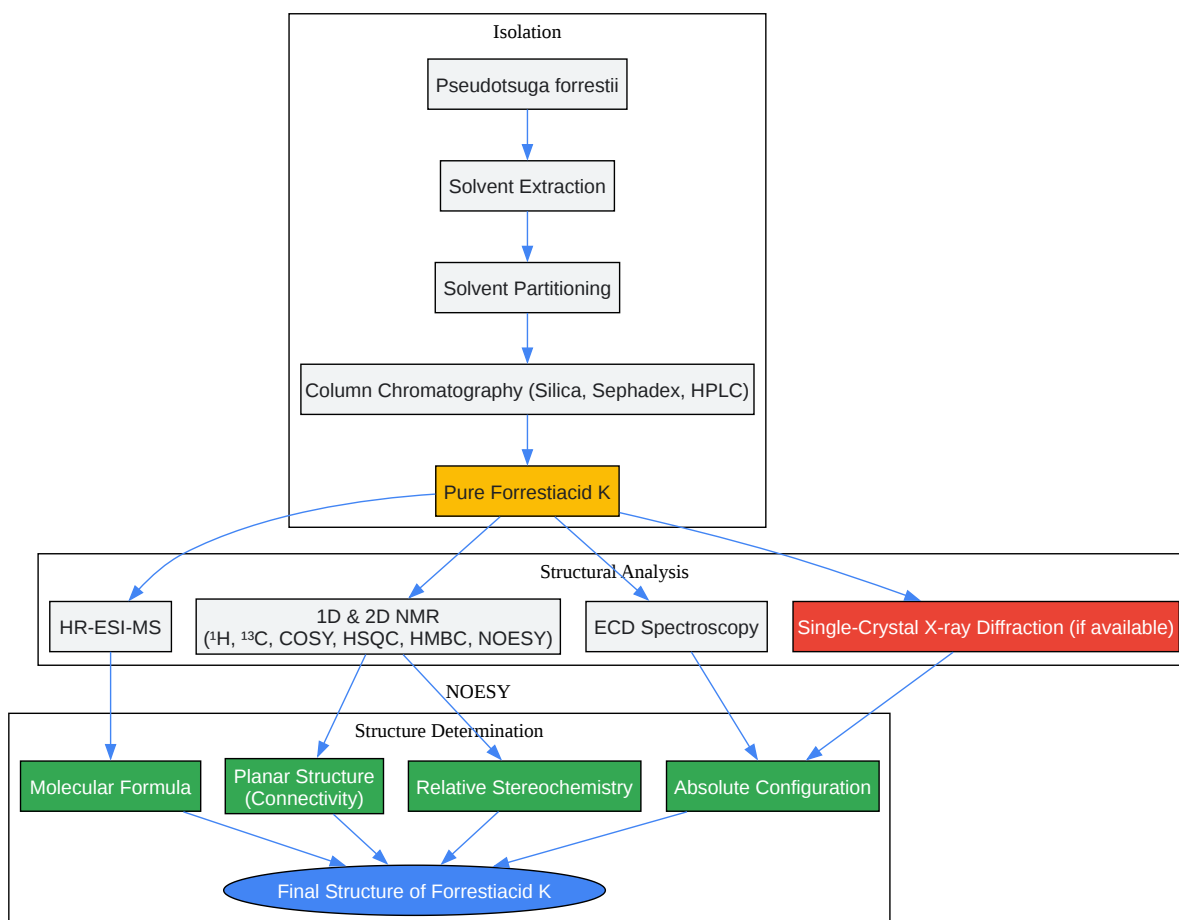 Isolation
Pseudotsuga forrestii
Solvent Extraction
Solvent Partitioning
Column Chromatography (Silica, Sephadex, HPLC)
Pure Forrestiacid K
Structural Analysis
HR-ESI-MS
1D & 2D NMR
(¹H, ¹³C, COSY, HSQC, HMBC, NOESY)
ECD Spectroscopy
Single-Crystal X-ray Diffraction (if available)
NOESY
Structure Determination
Molecular Formula
Planar Structure
(Connectivity)
Relative Stereochemistry
Absolute Configuration
Final Structure of Forrestiacid K